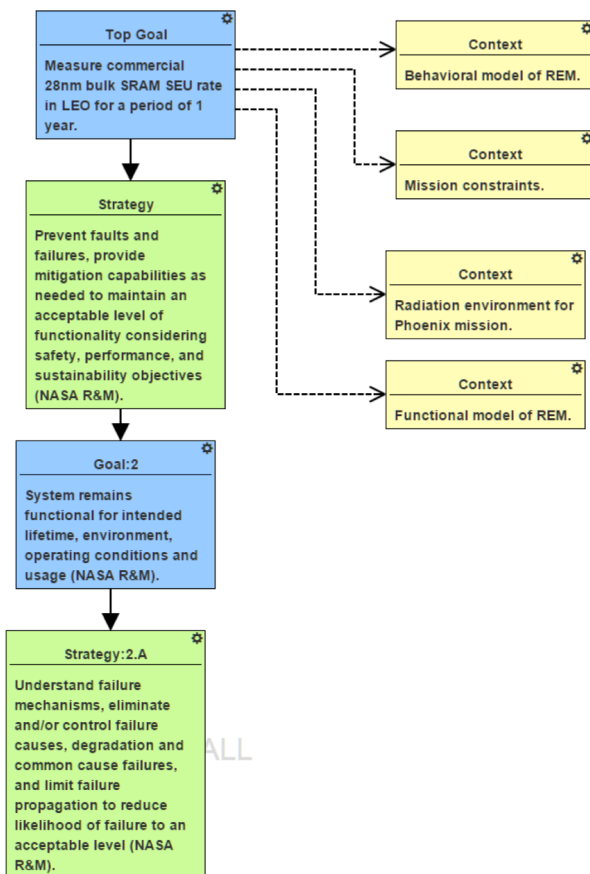 Top Goal
Measure commercial
28nm bulk SRAM SEU rate
in LEO for a period of 1
year.
Context
Behavioral model of REM.
Context
Mission constraints.
Strategy
Prevent faults and
failures, provide
mitigation capabilities as
needed to maintain an
acceptable level of
functionality considering
safety, performance, and
sustainability objectives
(NASA R&M).
Context
Radiation environment for
Phoenix mission.
Context
Functional model of REM.
Goal:2
System remains
functional for intended
lifetime, environment,
operating conditions and
usage (NASA R&M).
Strategy:2.A
Understand failure
mechanisms, eliminate
and/or control failure
causes, degradation and
common cause failures,
and limit failure
propagation to reduce
likelihood of failure to an
acceptable level (NASA
R&M).
ALL